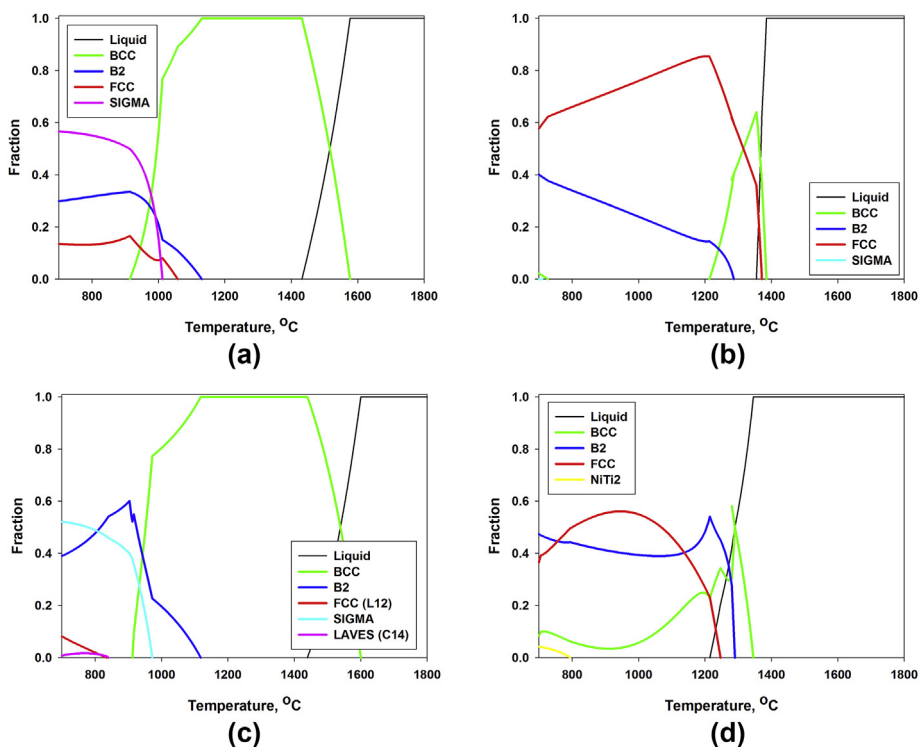 1.0
0.8
0.6
0.4
0.2
0.0
Fraction
Liquid
BCC
B2
FCC
SIGMA
800 1000 1200 1400 1600 1800
Temperature, °C
(a)
1.0
0.8
0.6
0.4
0.2
0.0
Fraction
Liquid
BCC
B2
FCC
SIGMA
800 1000 1200 1400 1600 1800
Temperature, °C
(b)
1.0
0.8
0.6
0.4
0.2
0.0
Fraction
Liquid
BCC
B2
FCC (L12)
SIGMA
LAVES (C14)
800 1000 1200 1400 1600 1800
Temperature, °C
(c)
1.0
0.8
0.6
0.4
0.2
0.0
Fraction
Liquid
BCC
B2
FCC
NiTi2
800 1000 1200 1400 1600 1800
Temperature, °C
(d)